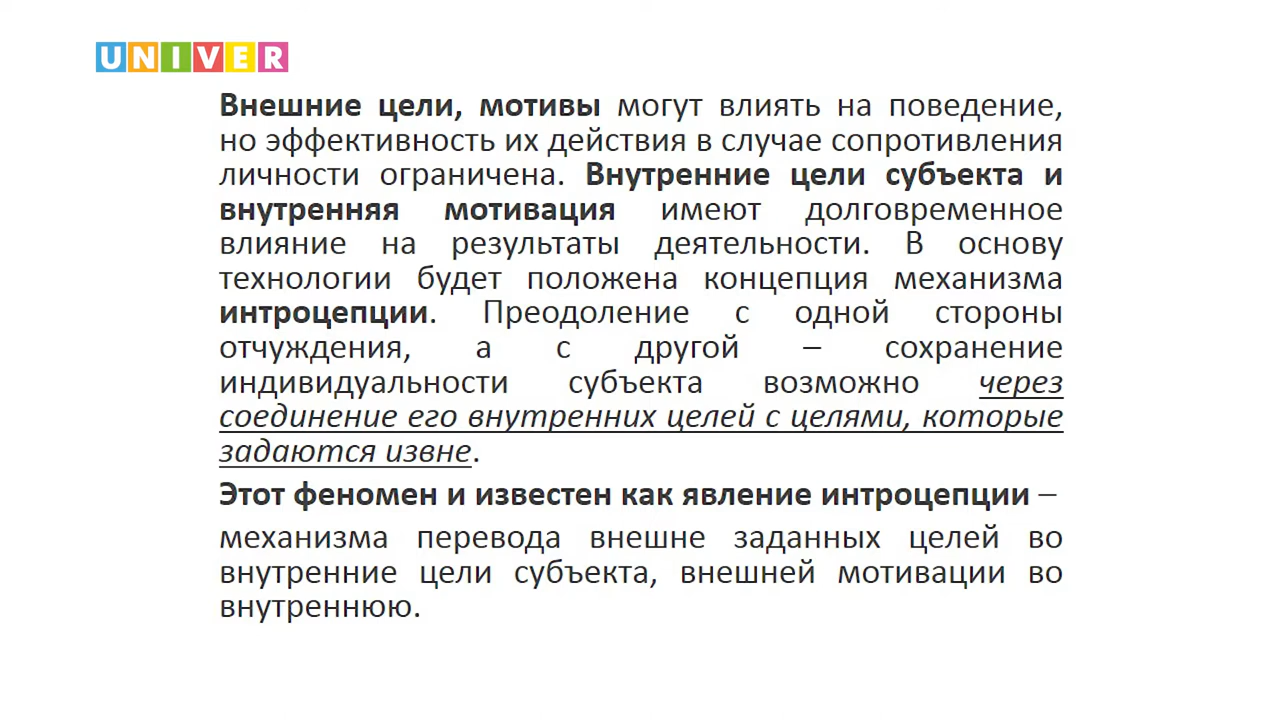 UNIVER
Внешние цели, мотивы могут влиять на поведение,
но эффективность их действия в случае сопротивления
личности ограничена. Внутренние цели субъекта и
внутренняя мотивация имеют долговременное
влияние на результаты деятельности. В основу
технологии будет положена концепция механизма
интроцепции. Преодоление с одной стороны
отчуждения, а с другой – сохранение
индивидуальности субъекта возможно через
соединение его внутренних целей с целями, которые
задаются извне.
Этот феномен и известен как явление интроцепции –
механизма перевода внешне заданных целей во
внутренние цели субъекта, внешней мотивации во
внутреннюю.